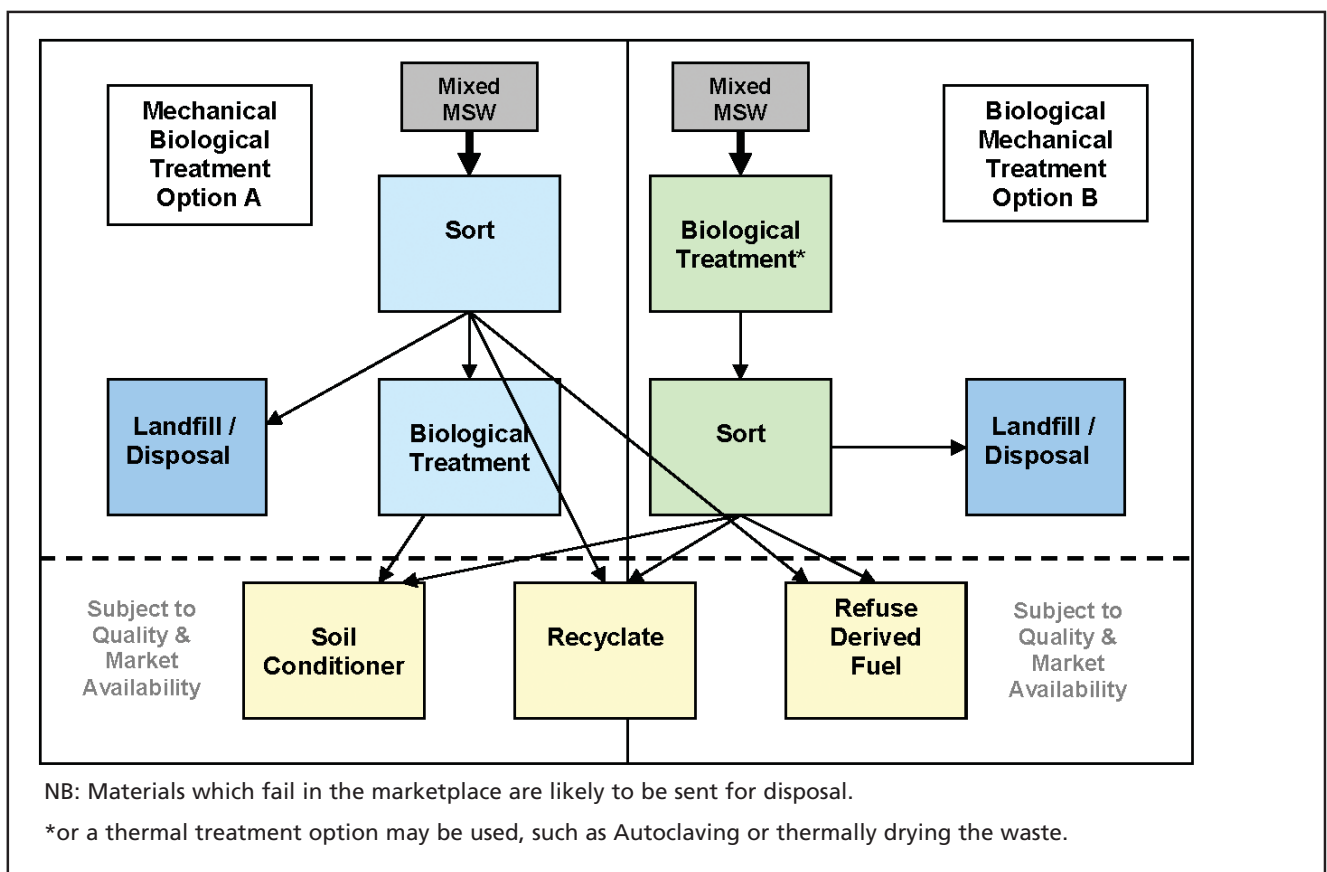 Mechanical
Biological
Treatment
Option A
Mixed
MSW
Mixed
MSW
Biological
Mechanical
Treatment
Option B
Sort
Biological
Treatment*
Landfill /
Disposal
Biological
Treatment
Sort
Landfill /
Disposal
Subject to
Quality &
Market
Availability
Soil
Conditioner
Recyclate
Refuse
Derived
Fuel
Subject to
Quality &
Market
Availability
NB: Materials which fail in the marketplace are likely to be sent for disposal.
*or a thermal treatment option may be used, such as Autoclaving or thermally drying the waste.